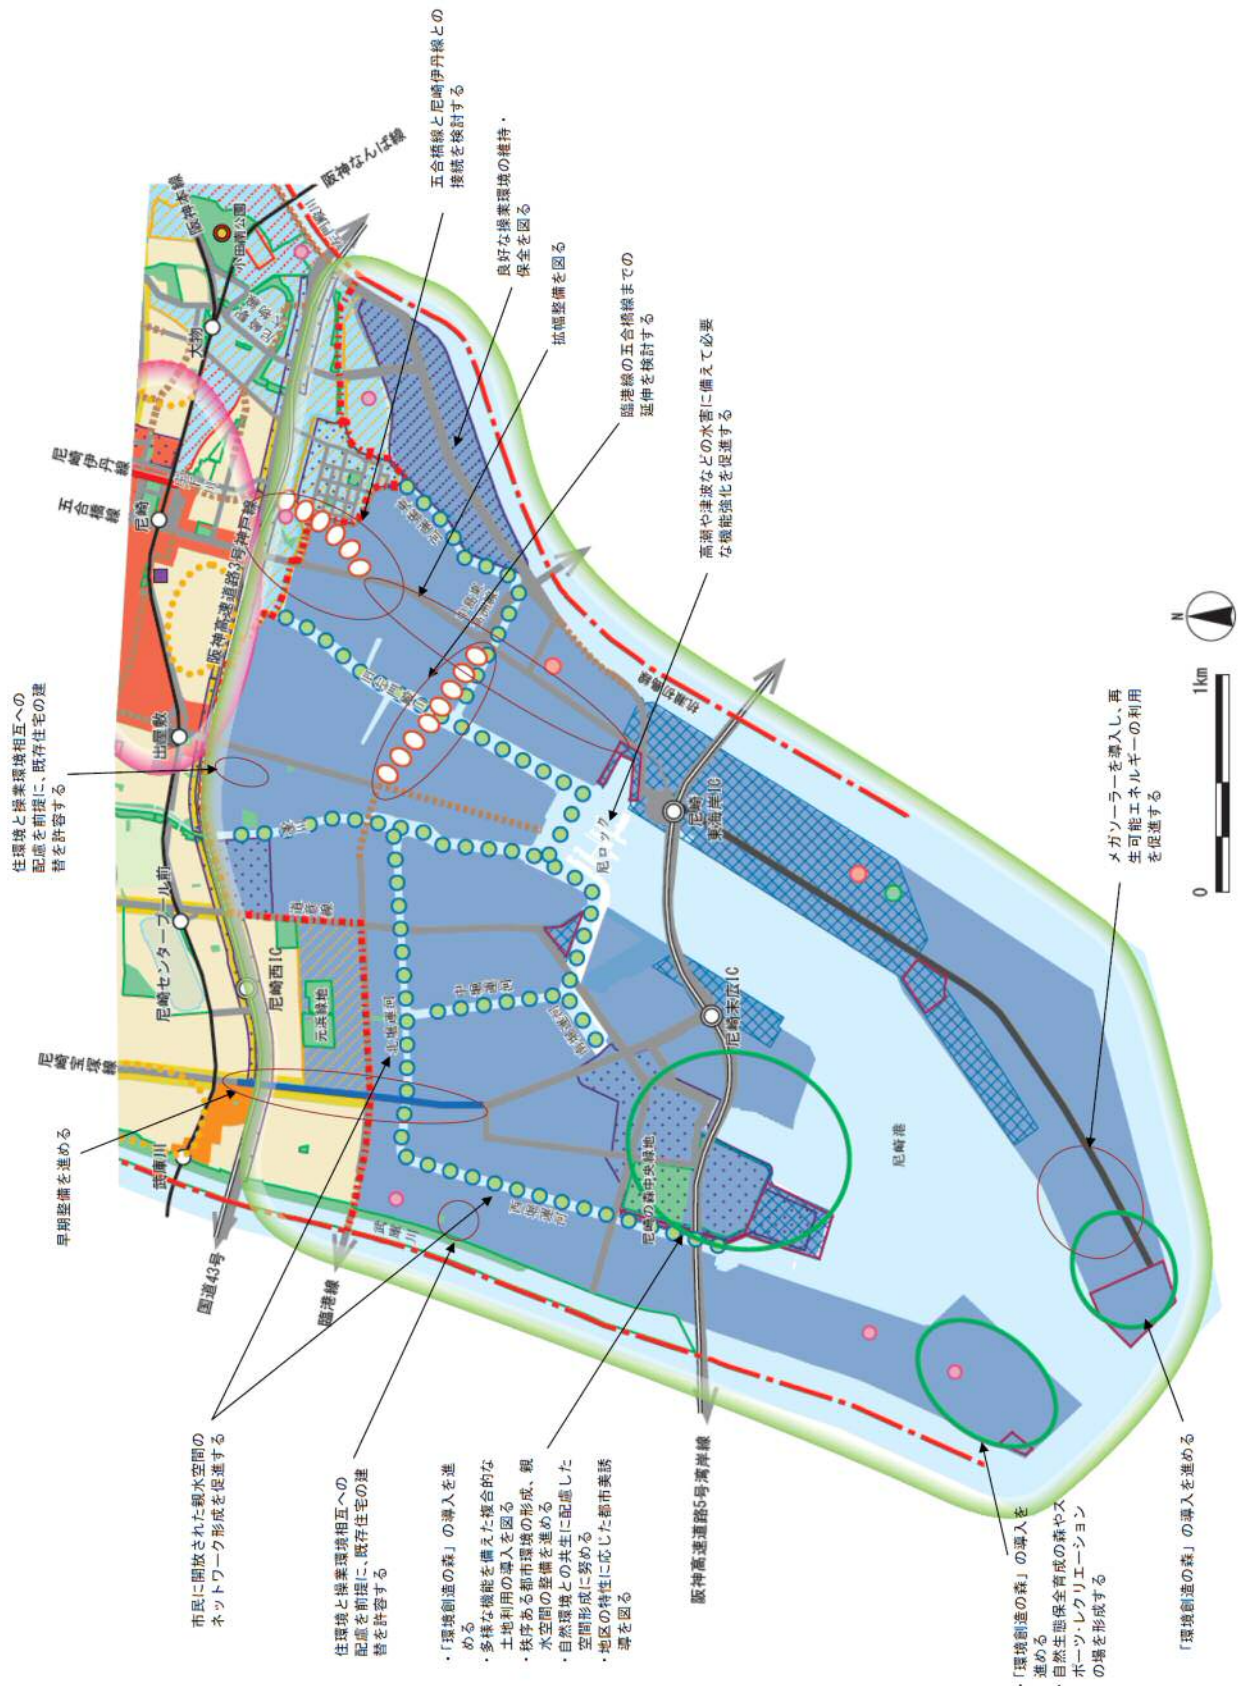 住環境と操業環境相互への
配慮を前提に、既存住宅の建
替を許容する
早期整備を進める
市民に開放された親水空間の
ネットワーク形成を促進する
住環境と操業環境相互への
配慮を前提に、既存住宅の建
替を許容する
・「環境創造の森」の導入を進
める
・多様な機能を備えた複合的な
土地利用の導入を図る
・秩序ある都市環境の形成、親
水空間の整備を進める
・自然環境との共生に配慮した
空間形成に努める
・地区の特性に応じた都市美誘
導を図る
・「環境創造の森」の導入を
進める
・自然生態保全育成の森やス
ポーツ・レクリエーション
の場を形成する
「環境創造の森」の導入を進める
メガソーラーを導入し、再
生可能エネルギーの利用
を促進する
高潮や津波などの水害に備えて必要
な機能強化を促進する
臨港線の五合橋線までの
延伸を検討する
拡幅整備を図る
良好な操業環境の維持・
保全を図る
五合橋線と尼崎伊丹線との
接続を検討する
阪神なんば線
阪神本線
小田南公園
大物
尼崎
出屋敷
尼崎センタープール前
武庫川
尼崎伊丹線
五合橋線
尼崎宝塚線
阪神高速道路3号神戸線
国道43号
臨港線
阪神高速道路5号湾岸線
尼崎西IC
元浜緑地
道意線
蓬川
北堀運河
中堀運河
西堀運河
武庫川
尼ロック
尼崎東海岸IC
尼崎末広IC
尼崎の森中央緑地
尼崎港
N
0
1km